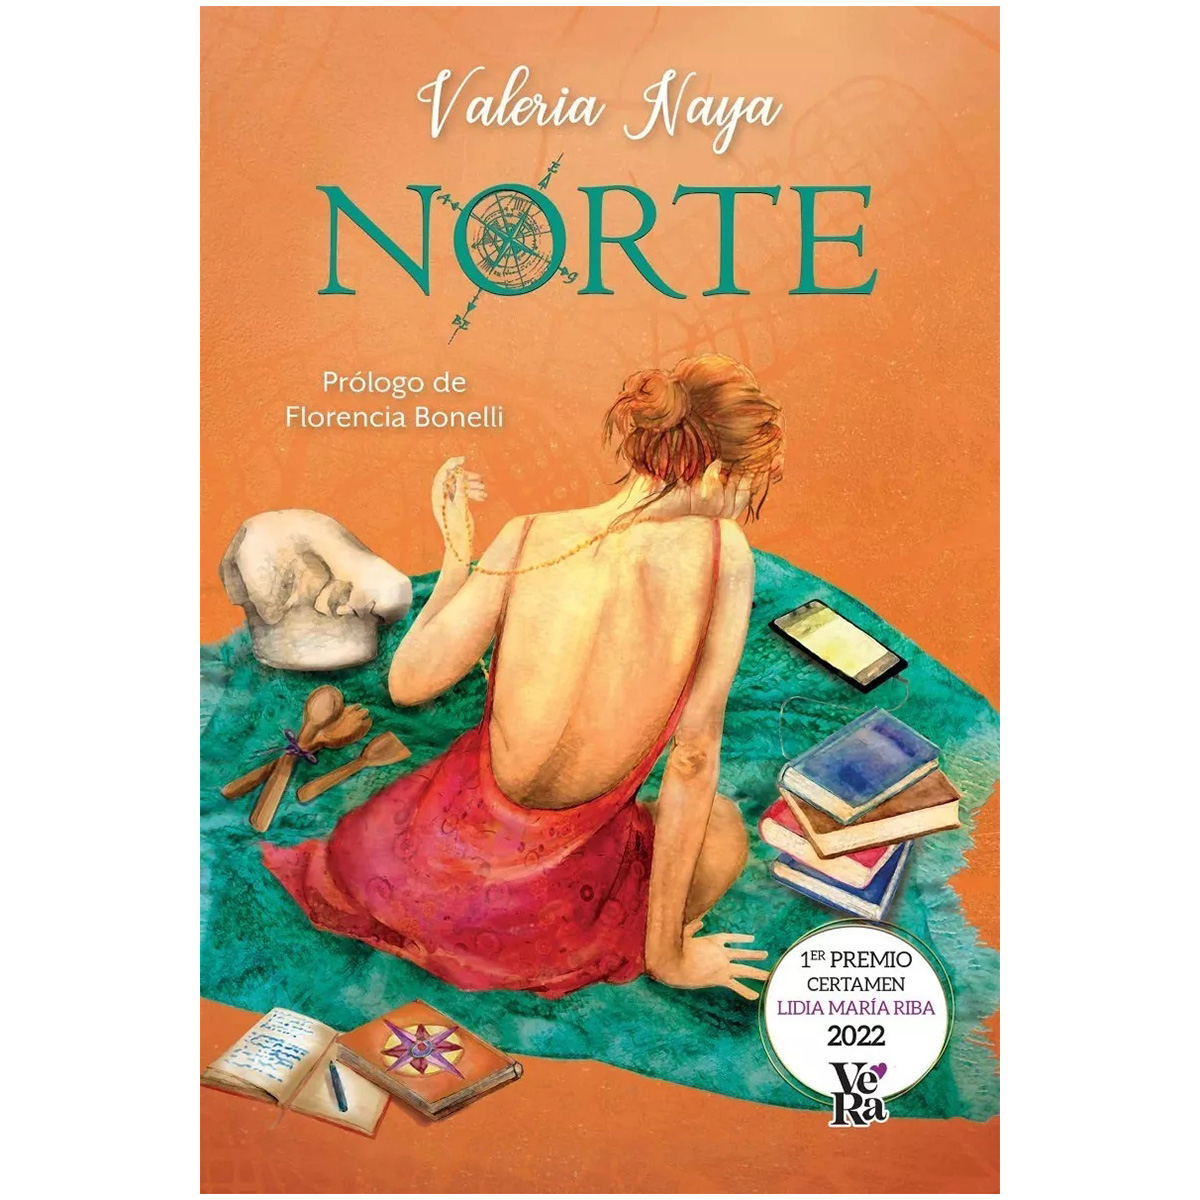 Valeria Naya
NORTE
Prólogo de
Florencia Bonelli
1ER PREMIO
CERTAMEN
LIDIA MARÍA RIBA
2022
VeRa